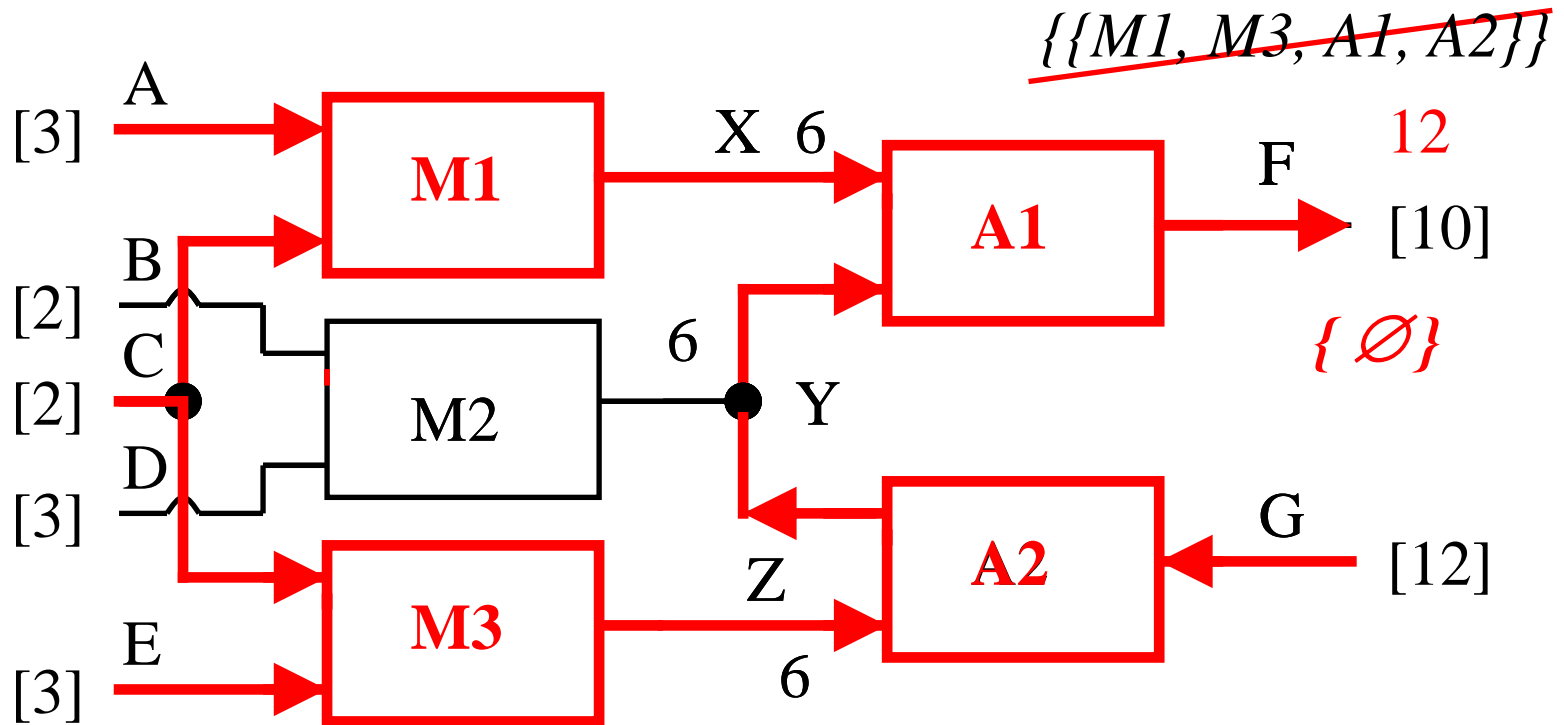 {{M1, M3, A1, A2}}
A
[3]
M1
X 6
12
F
[10]
A1
B
[2]
C
[2]
6
{∅}
M2
Y
D
[3]
G
[12]
A2
Z
M3
E
[3]
6